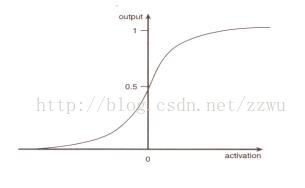 output
1
0.5
http://blog.csdn.net/zzwu
0
activation